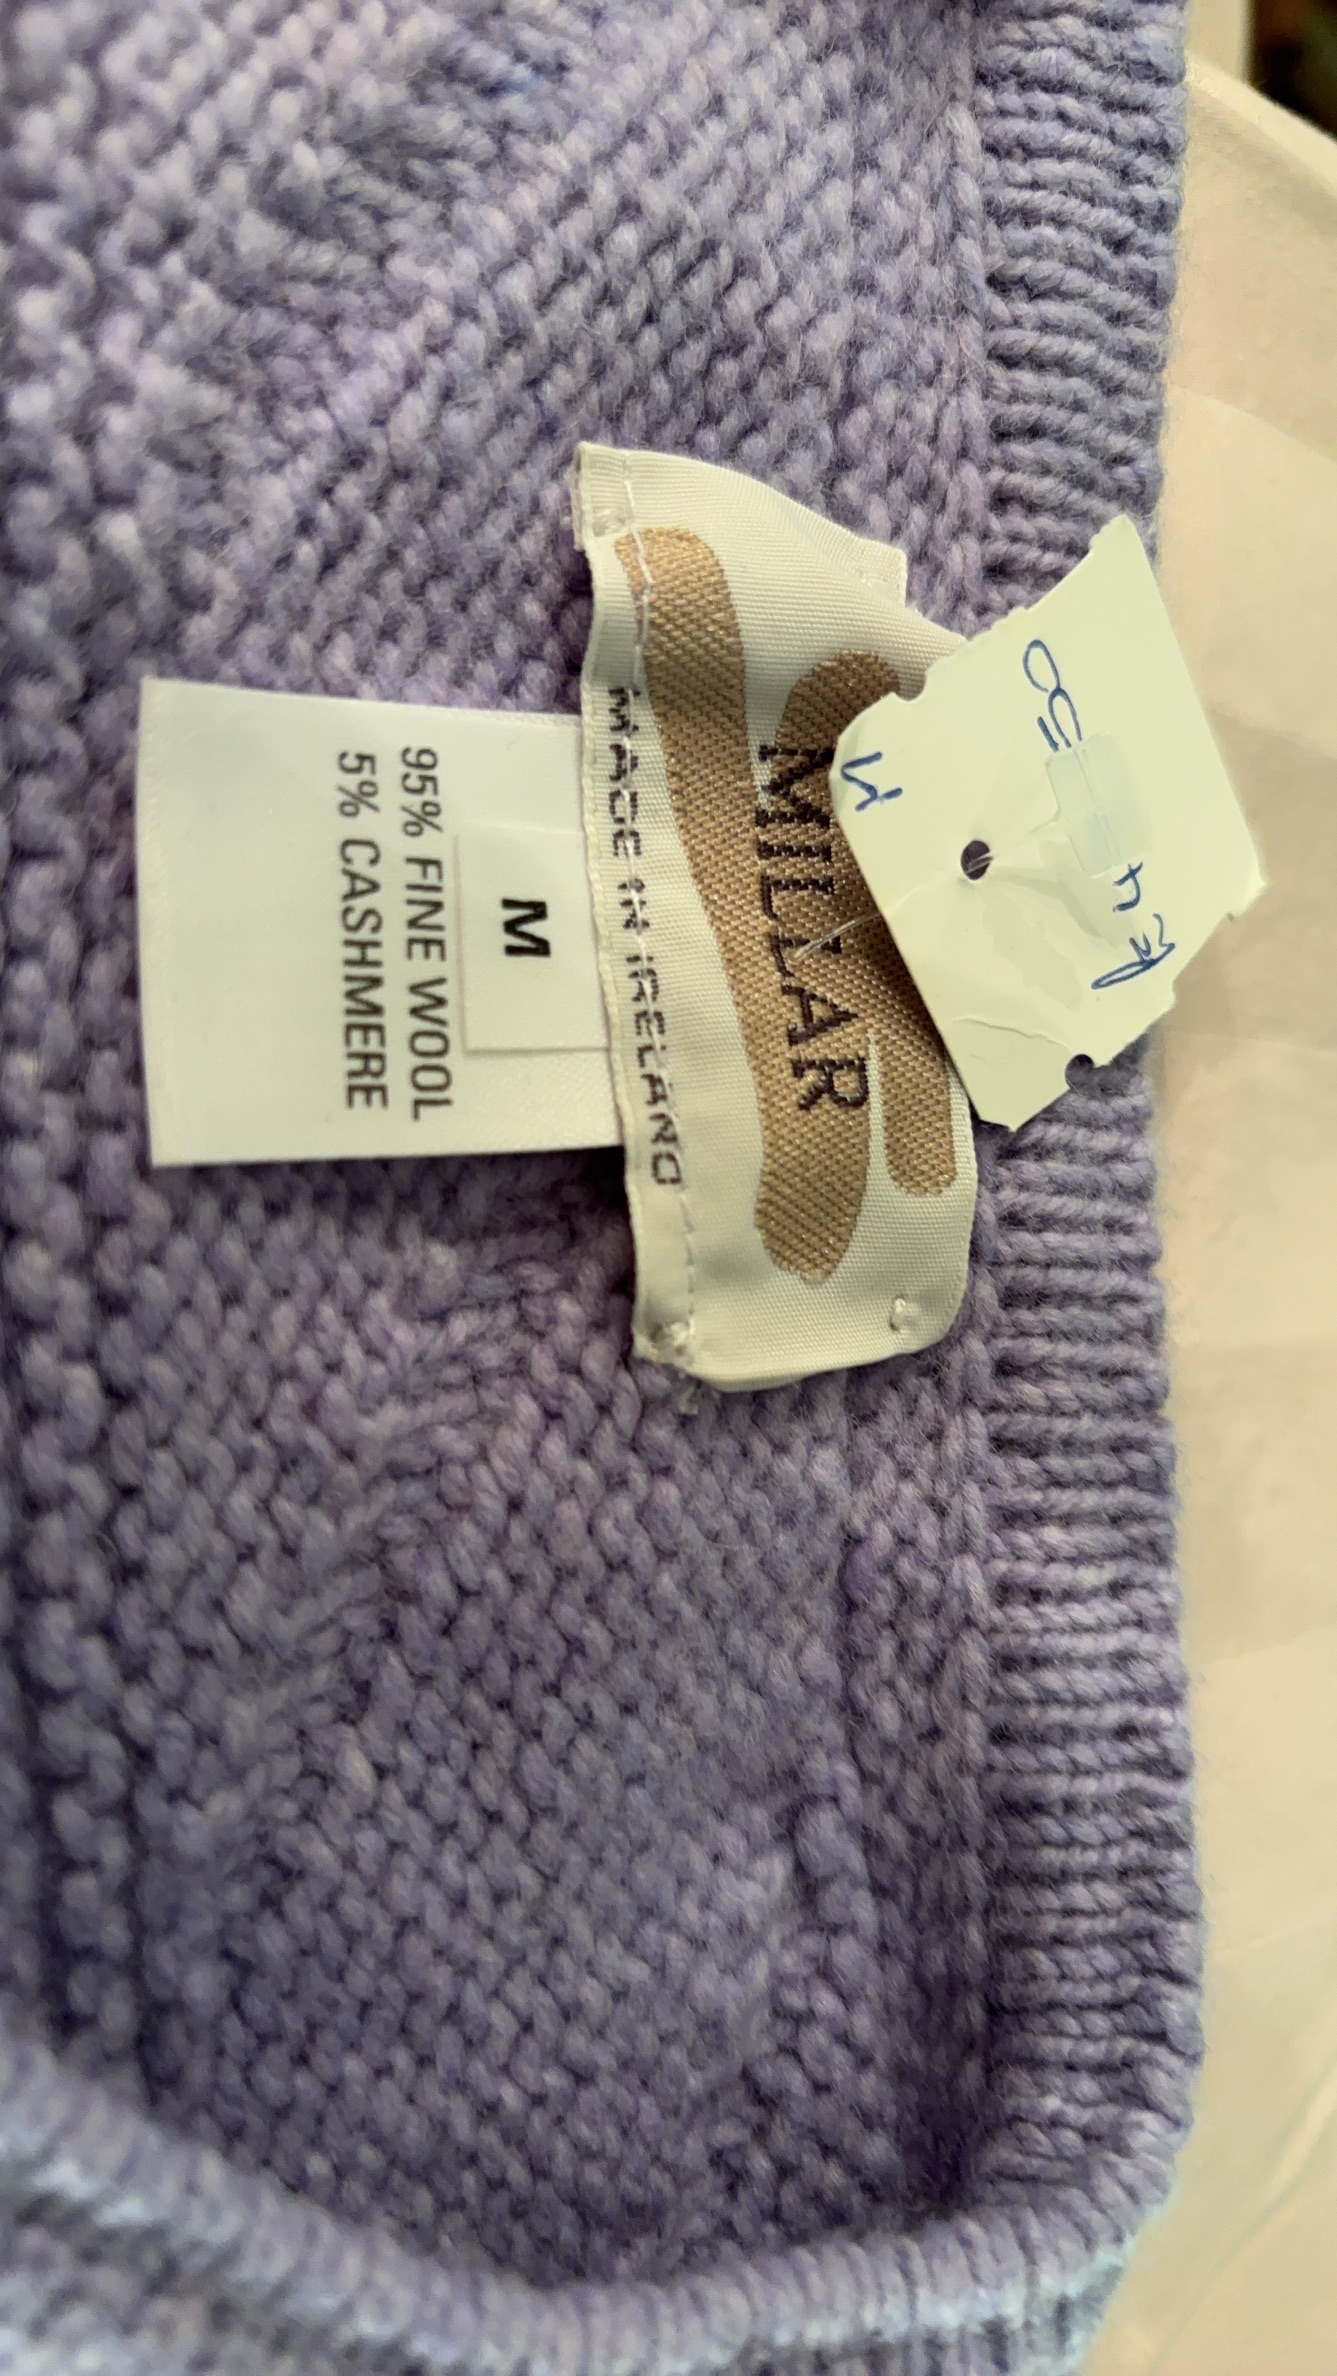 MILLAR
MADE IN IRELAND
M
95% FINE WOOL
5% CASHMERE